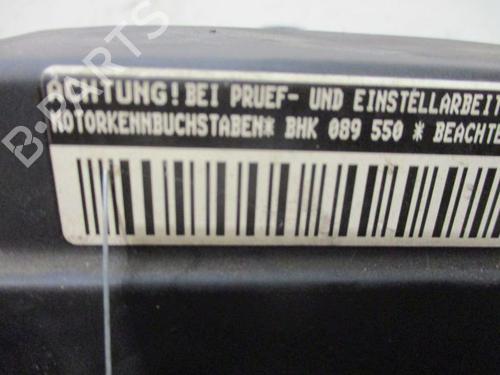 ACHTUNG! BEI PRUEF- UND EINSTELLARBEIT
MOTORKENNBUCHSTABEN* BHK 089 550 * BEACHTE
B-PARTS